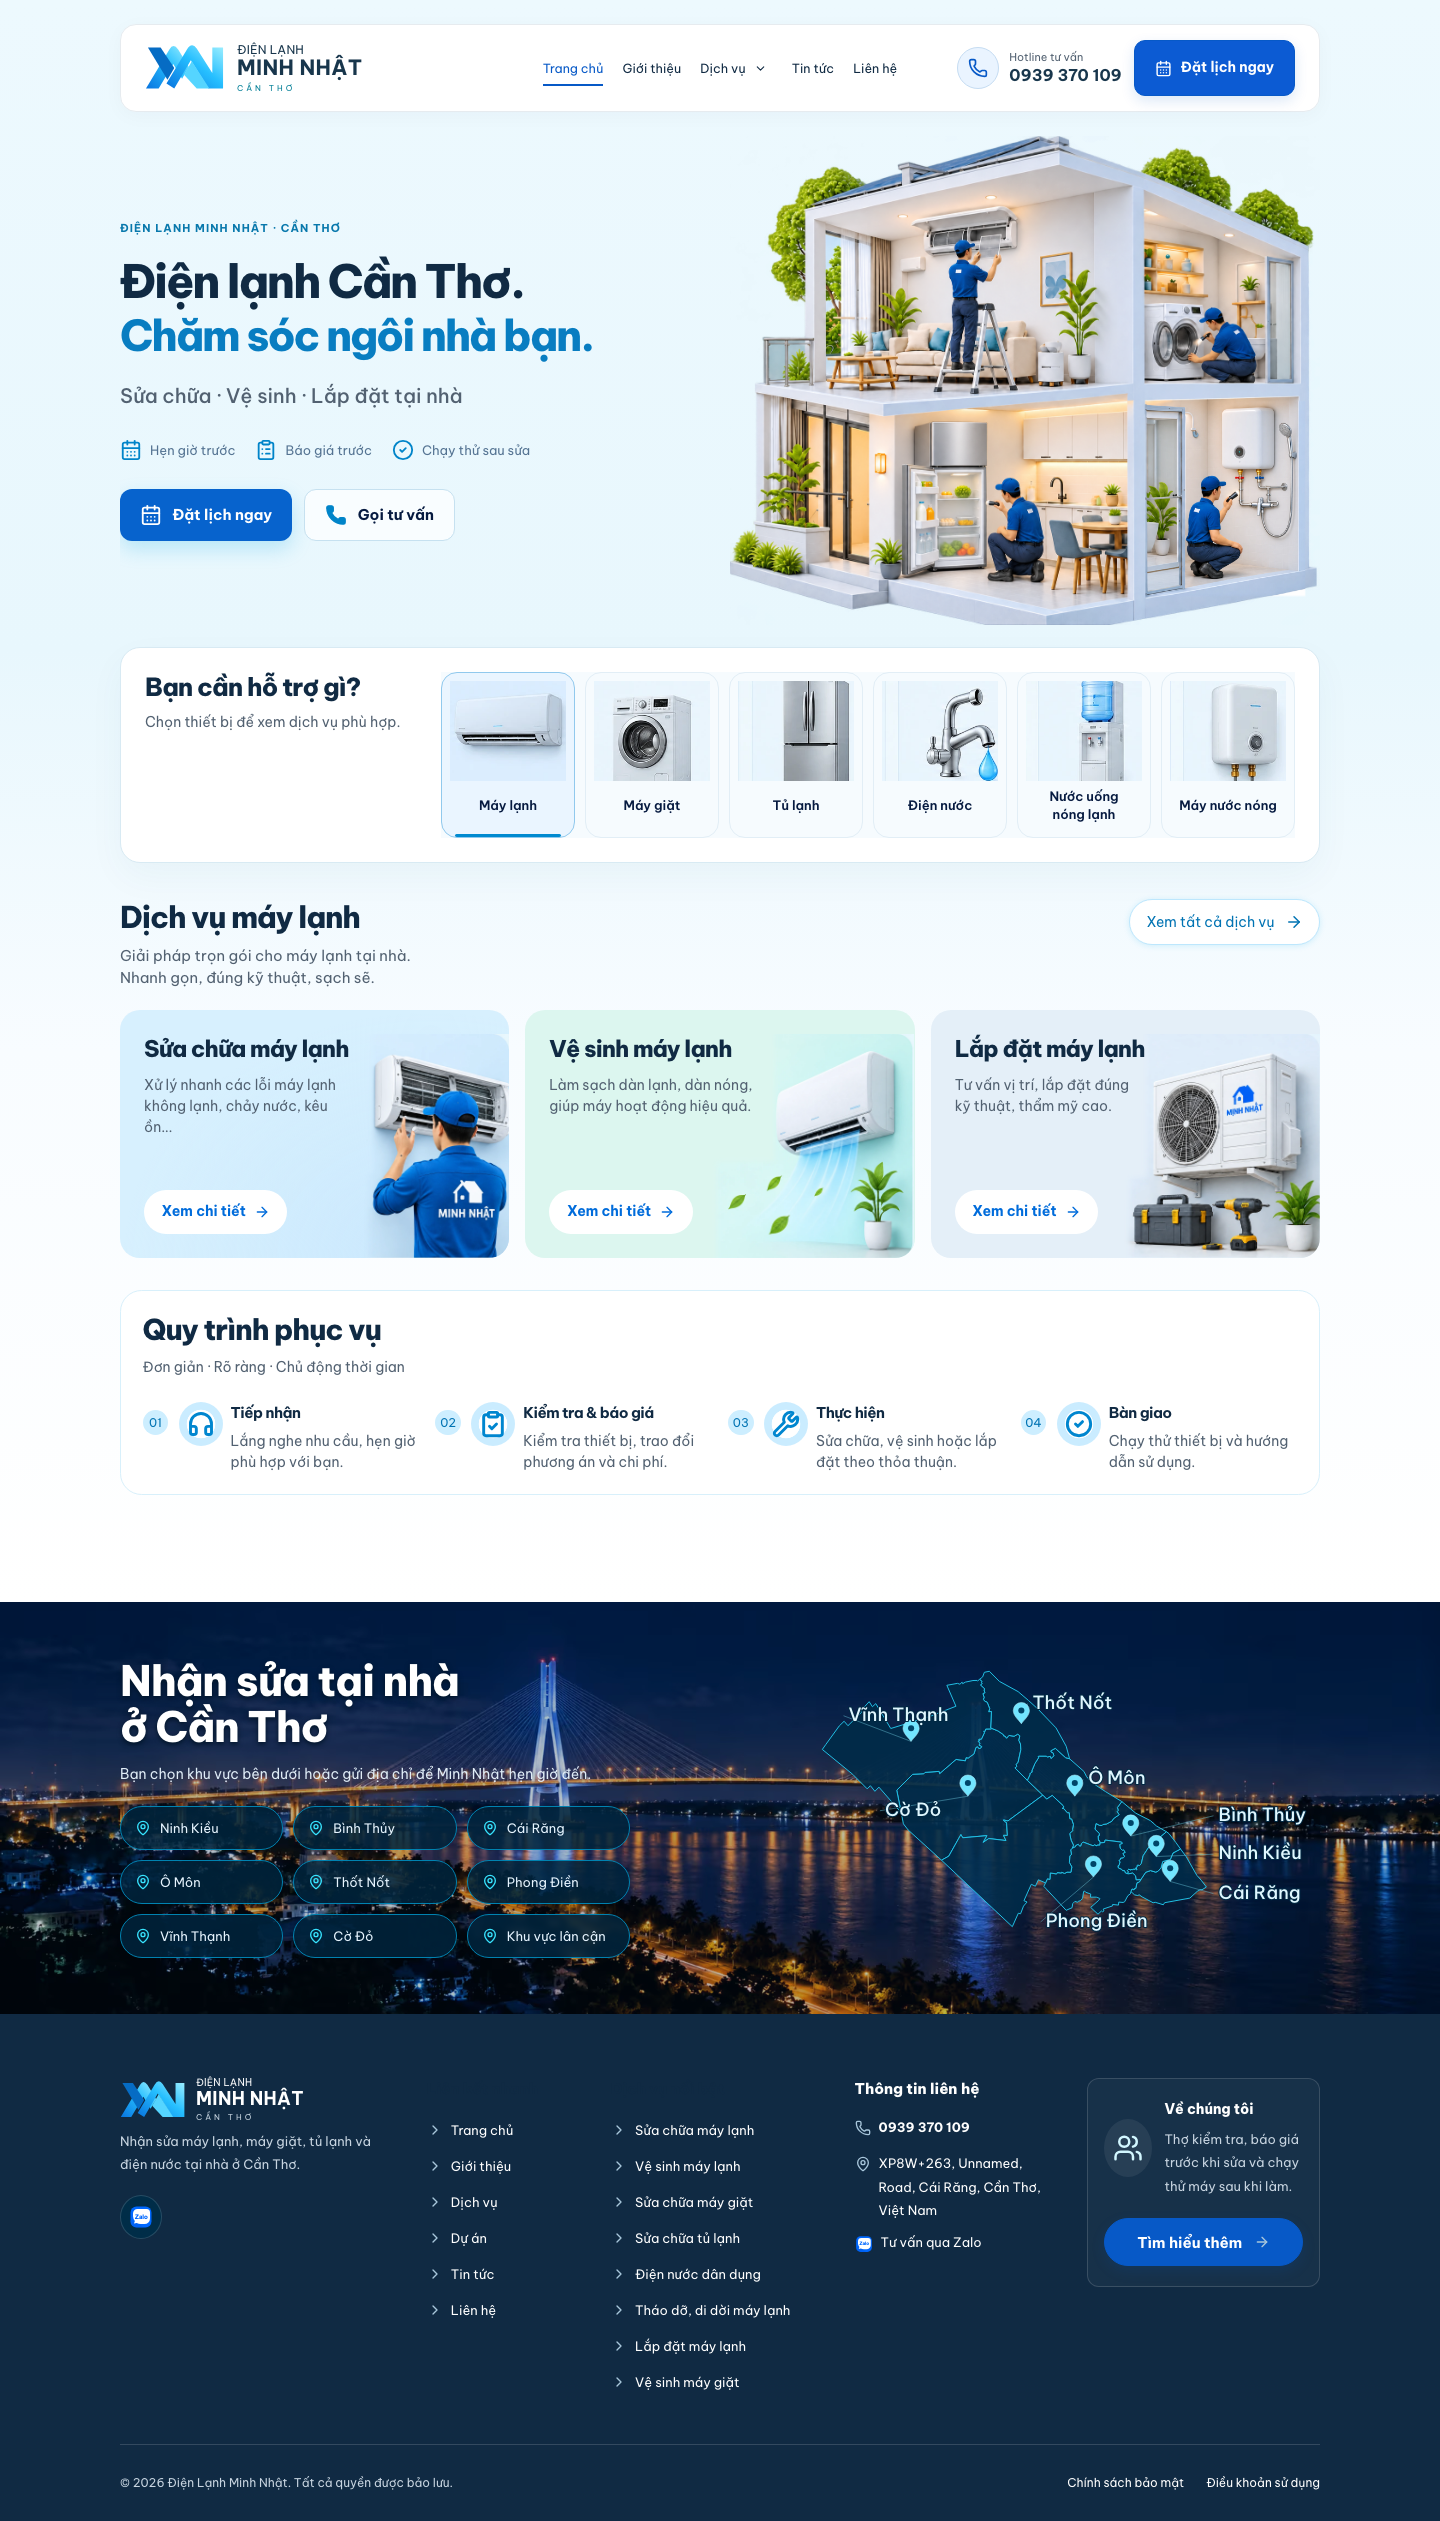 ĐIỆN LẠNH
MINH NHẬT
CẦN THƠ
Trang chủ
Giới thiệu
Dịch vụ
Tin tức
Liên hệ
Hotline tư vấn
0939 370 109
Đặt lịch ngay
ĐIỆN LẠNH MINH NHẬT · CẦN THƠ
Điện lạnh Cần Thơ.
Chăm sóc ngôi nhà bạn.
Sửa chữa · Vệ sinh · Lắp đặt tại nhà
Hẹn giờ trước
Báo giá trước
Chạy thử sau sửa
Đặt lịch ngay
Gọi tư vấn
Bạn cần hỗ trợ gì?
Chọn thiết bị để xem dịch vụ phù hợp.
Máy lạnh
Máy giặt
Tủ lạnh
Điện nước
Nước uống
nóng lạnh
Máy nước nóng
Dịch vụ máy lạnh
Giải pháp trọn gói cho máy lạnh tại nhà.
Nhanh gọn, đúng kỹ thuật, sạch sẽ.
Xem tất cả dịch vụ
Sửa chữa máy lạnh
Xử lý nhanh các lỗi máy lạnh
không lạnh, chảy nước, kêu
ồn...
Xem chi tiết
MINH NHẬT
Vệ sinh máy lạnh
Làm sạch dàn lạnh, dàn nóng,
giúp máy hoạt động hiệu quả.
Xem chi tiết
Lắp đặt máy lạnh
Tư vấn vị trí, lắp đặt đúng
kỹ thuật, thẩm mỹ cao.
Xem chi tiết
MINH NHẬT
Quy trình phục vụ
Đơn giản · Rõ ràng · Chủ động thời gian
01
Tiếp nhận
Lắng nghe nhu cầu, hẹn giờ
phù hợp với bạn.
02
Kiểm tra & báo giá
Kiểm tra thiết bị, trao đổi
phương án và chi phí.
03
Thực hiện
Sửa chữa, vệ sinh hoặc lắp
đặt theo thỏa thuận.
04
Bàn giao
Chạy thử thiết bị và hướng
dẫn sử dụng.
Nhận sửa tại nhà
ở Cần Thơ
Bạn chọn khu vực bên dưới hoặc gửi địa chỉ để Minh Nhật hẹn giờ đến.
Ninh Kiều
Bình Thủy
Cái Răng
Ô Môn
Thốt Nốt
Phong Điền
Vĩnh Thạnh
Cờ Đỏ
Khu vực lân cận
Vĩnh Thạnh
Thốt Nốt
Ô Môn
Cờ Đỏ
Bình Thủy
Ninh Kiều
Cái Răng
Phong Điền
ĐIỆN LẠNH
MINH NHẬT
CẦN THƠ
Nhận sửa máy lạnh, máy giặt, tủ lạnh và
điện nước tại nhà ở Cần Thơ.
Zalo
Trang chủ
Giới thiệu
Dịch vụ
Dự án
Tin tức
Liên hệ
Sửa chữa máy lạnh
Vệ sinh máy lạnh
Sửa chữa máy giặt
Sửa chữa tủ lạnh
Điện nước dân dụng
Tháo dỡ, di dời máy lạnh
Lắp đặt máy lạnh
Vệ sinh máy giặt
Thông tin liên hệ
0939 370 109
XP8W+263, Unnamed,
Road, Cái Răng, Cần Thơ,
Việt Nam
Zalo
Tư vấn qua Zalo
Về chúng tôi
Thợ kiểm tra, báo giá
trước khi sửa và chạy
thử máy sau khi làm.
Tìm hiểu thêm
© 2026 Điện Lạnh Minh Nhật. Tất cả quyền được bảo lưu.
Chính sách bảo mật
Điều khoản sử dụng